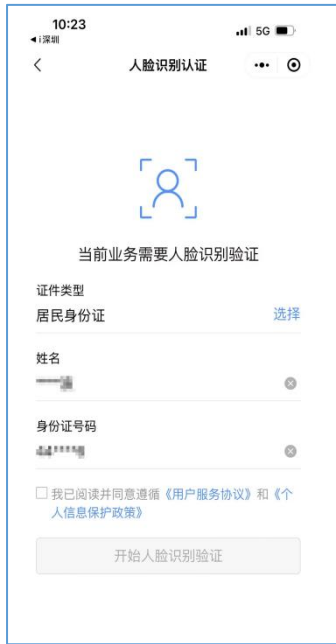 10:23
5G
◀ i深圳
人脸识别认证
当前业务需要人脸识别验证
证件类型
居民身份证
选择
姓名
身份证号码
我已阅读并同意遵循《用户服务协议》和《个
人信息保护政策》
开始人脸识别验证